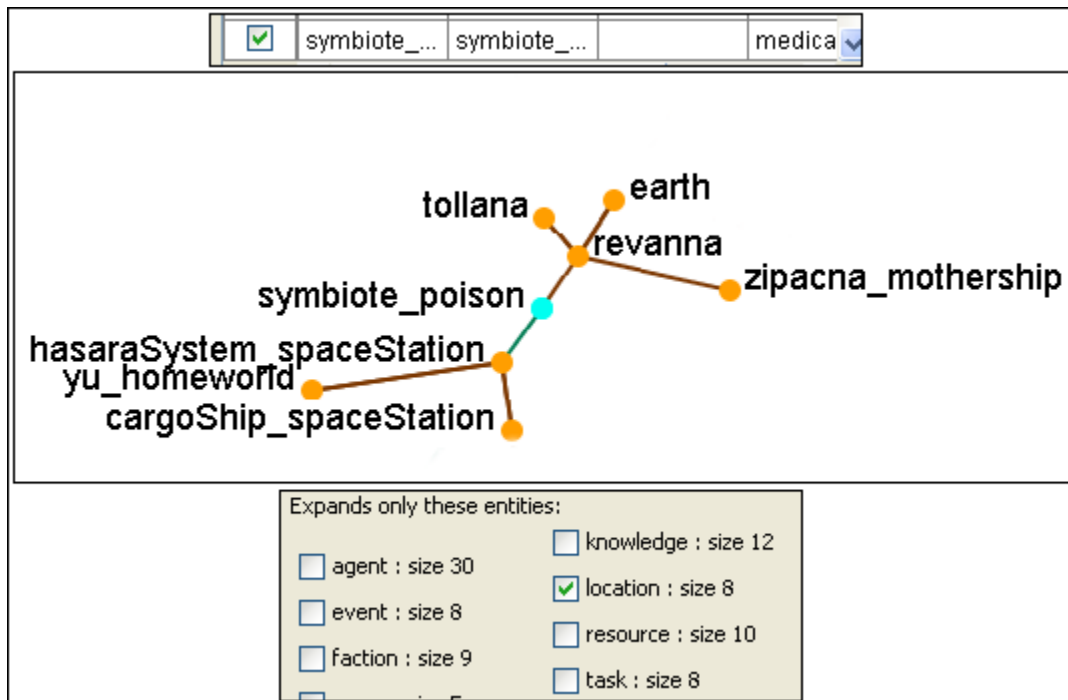 symbiote_... symbiote_... medica
earth
tollana
revanna
zipacna_mothership
symbiote_poison
hasaraSystem_spaceStation
yu_homeworld
cargoShip_spaceStation
Expands only these entities:
knowledge : size 12
agent : size 30
location : size 8
event : size 8
resource : size 10
faction : size 9
task : size 8